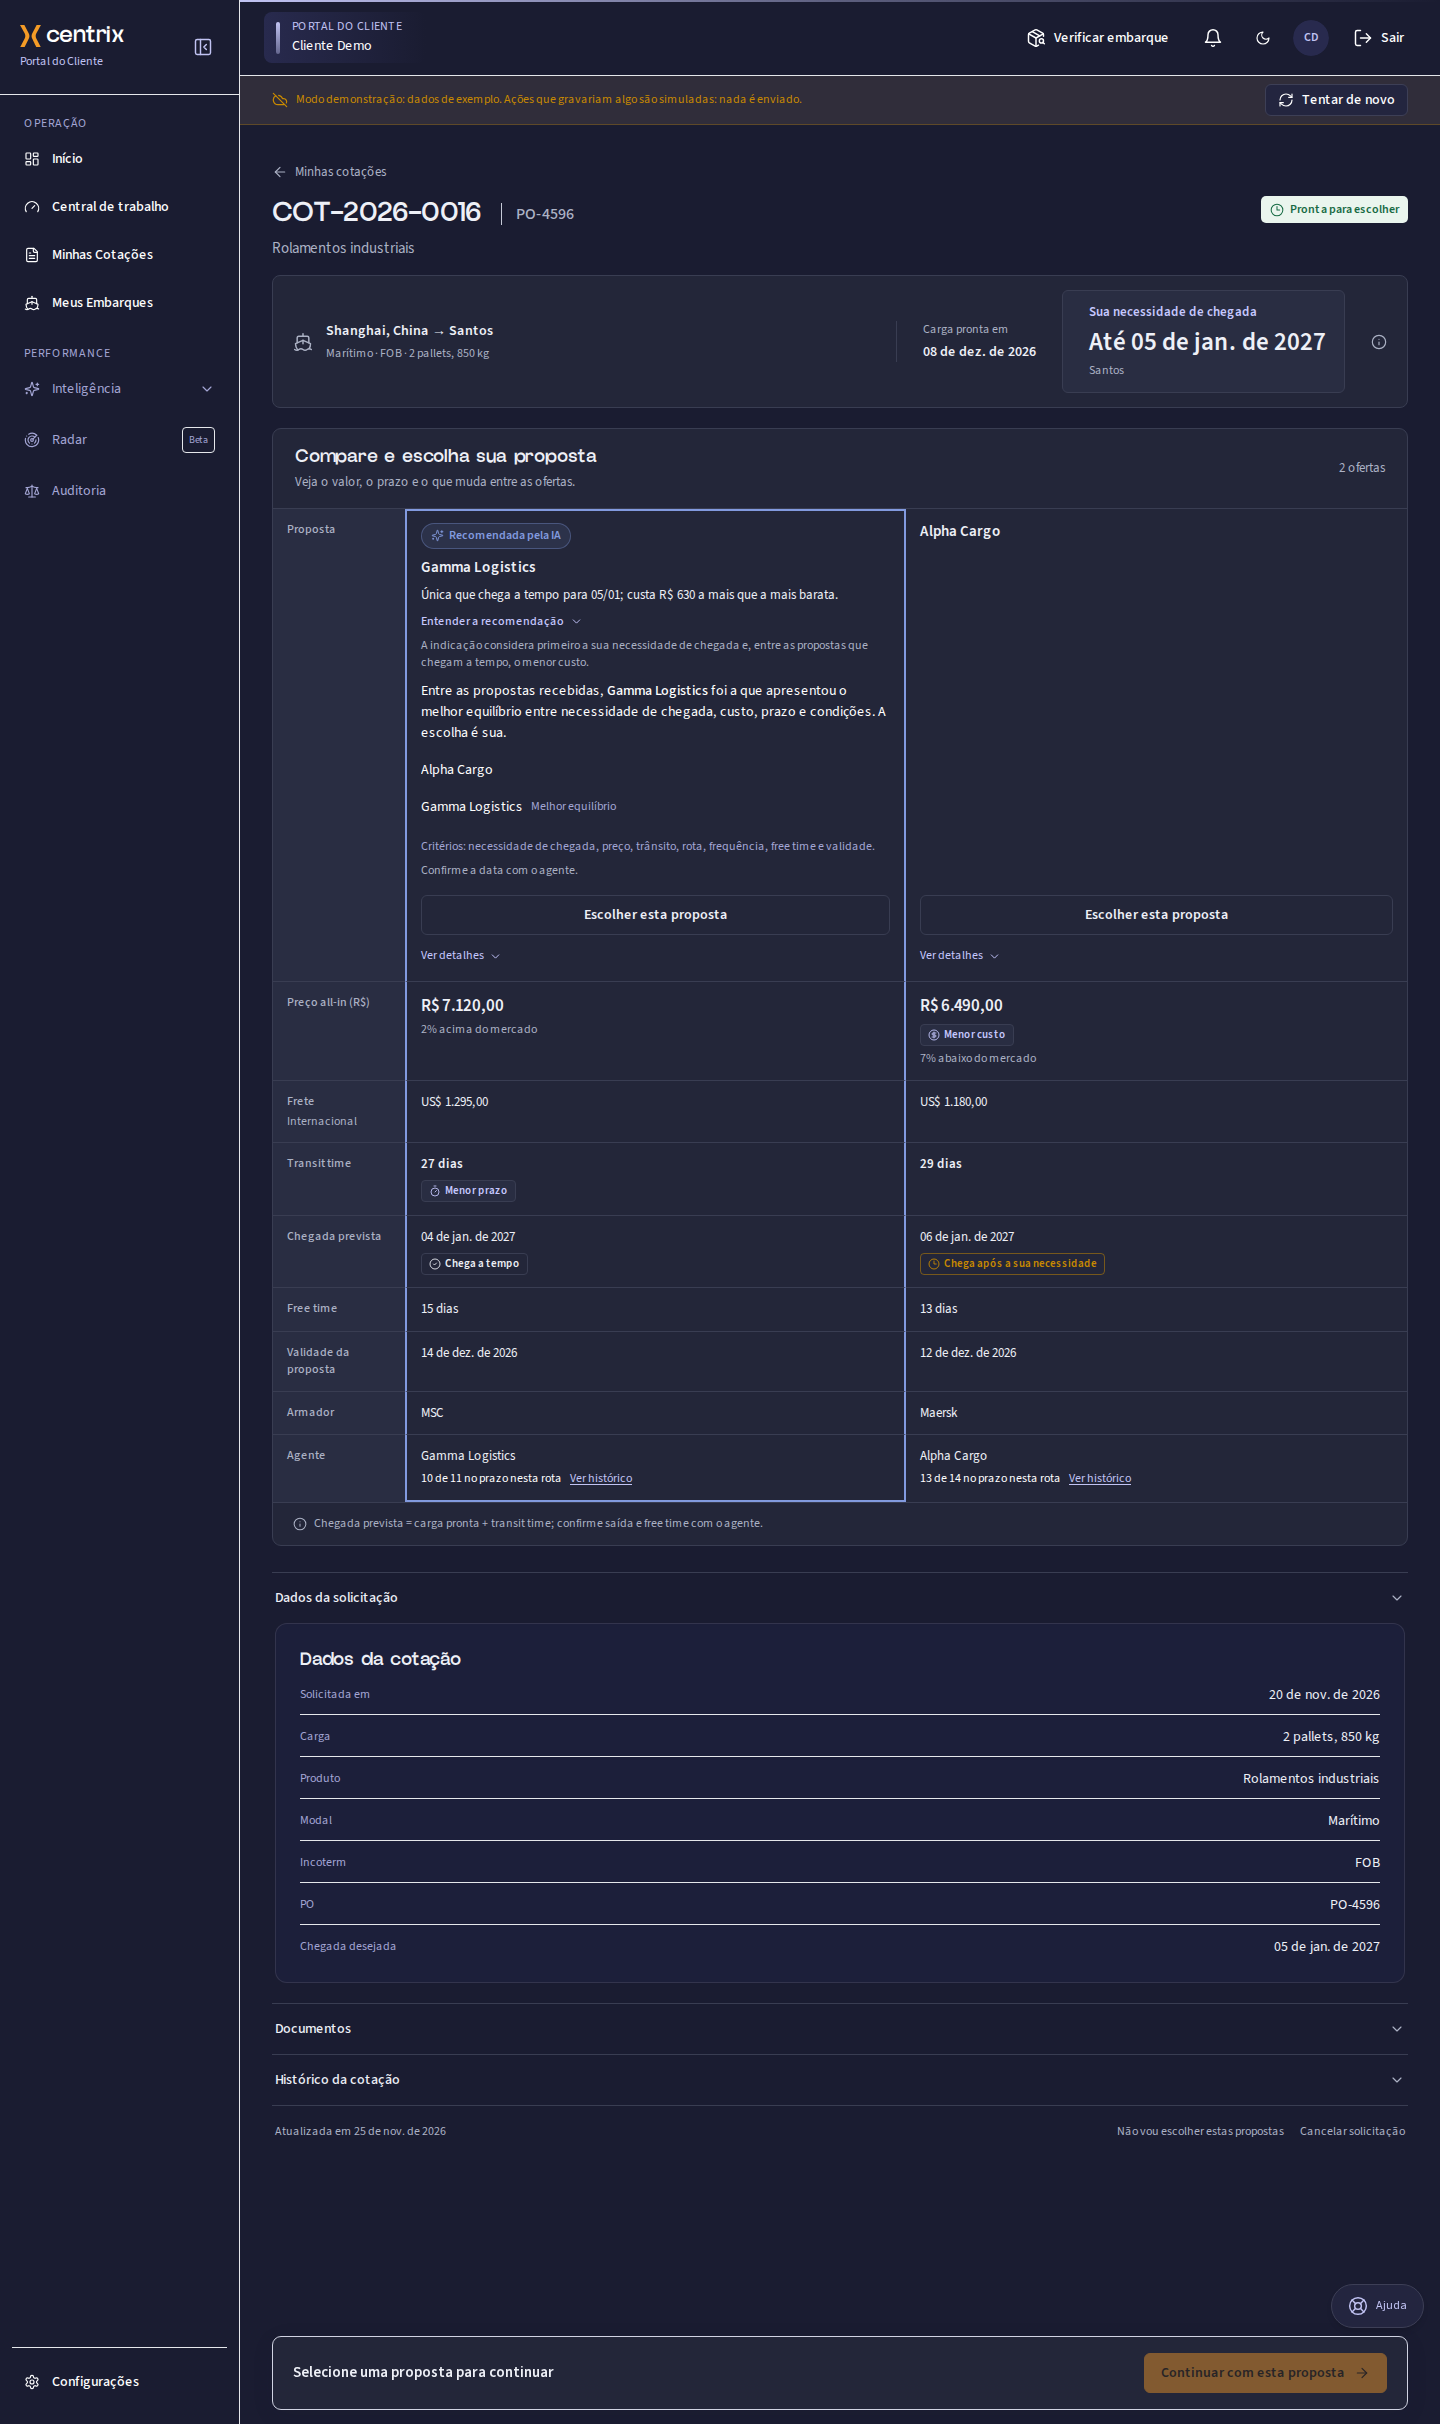 centrix
Portal do Cliente
OPERAÇÃO
Início
Central de trabalho
Minhas Cotações
Meus Embarques
PERFORMANCE
Inteligência
Radar
Beta
Auditoria
Configurações
PORTAL DO CLIENTE
Cliente Demo
Verificar embarque
CD
Sair
Modo demonstração: dados de exemplo. Ações que gravariam algo são simuladas: nada é enviado.
Tentar de novo
Minhas cotações
COT-2026-0016
PO-4596
Pronta para escolher
Rolamentos industriais
Shanghai, China → Santos
Marítimo · FOB · 2 pallets, 850 kg
Carga pronta em
08 de dez. de 2026
Sua necessidade de chegada
Até 05 de jan. de 2027
Santos
Compare e escolha sua proposta
Veja o valor, o prazo e o que muda entre as ofertas.
2 ofertas
Proposta
Recomendada pela IA
Gamma Logistics
Única que chega a tempo para 05/01; custa R$ 630 a mais que a mais barata.
Entender a recomendação
A indicação considera primeiro a sua necessidade de chegada e, entre as propostas que
chegam a tempo, o menor custo.
Entre as propostas recebidas, Gamma Logistics foi a que apresentou o
melhor equilíbrio entre necessidade de chegada, custo, prazo e condições. A
escolha é sua.
Alpha Cargo
Gamma Logistics Melhor equilíbrio
Critérios: necessidade de chegada, preço, trânsito, rota, frequência, free time e validade.
Confirme a data com o agente.
Escolher esta proposta
Ver detalhes
Alpha Cargo
Escolher esta proposta
Ver detalhes
Preço all-in (R$)
R$ 7.120,00
2% acima do mercado
R$ 6.490,00
Menor custo
7% abaixo do mercado
Frete
Internacional
US$ 1.295,00
US$ 1.180,00
Transit time
27 dias
Menor prazo
29 dias
Chegada prevista
04 de jan. de 2027
Chega a tempo
06 de jan. de 2027
Chega após a sua necessidade
Free time
15 dias
13 dias
Validade da
proposta
14 de dez. de 2026
12 de dez. de 2026
Armador
MSC
Maersk
Agente
Gamma Logistics
10 de 11 no prazo nesta rota Ver histórico
Alpha Cargo
13 de 14 no prazo nesta rota Ver histórico
Chegada prevista = carga pronta + transit time; confirme saída e free time com o agente.
Dados da solicitação
Dados da cotação
Solicitada em
20 de nov. de 2026
Carga
2 pallets, 850 kg
Produto
Rolamentos industriais
Modal
Marítimo
Incoterm
FOB
PO
PO-4596
Chegada desejada
05 de jan. de 2027
Documentos
Histórico da cotação
Atualizada em 25 de nov. de 2026
Não vou escolher estas propostas
Cancelar solicitação
Ajuda
Selecione uma proposta para continuar
Continuar com esta proposta